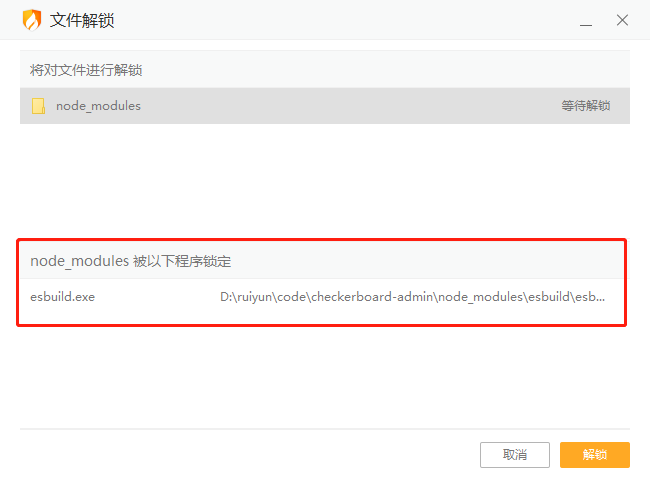 文件解锁
将对文件进行解锁
node_modules 等待解锁
node_modules 被以下程序锁定
esbuild.exe D:\ruiyun\code\checkerboard-admin\node_modules\esbuild\esb...
取消 解锁